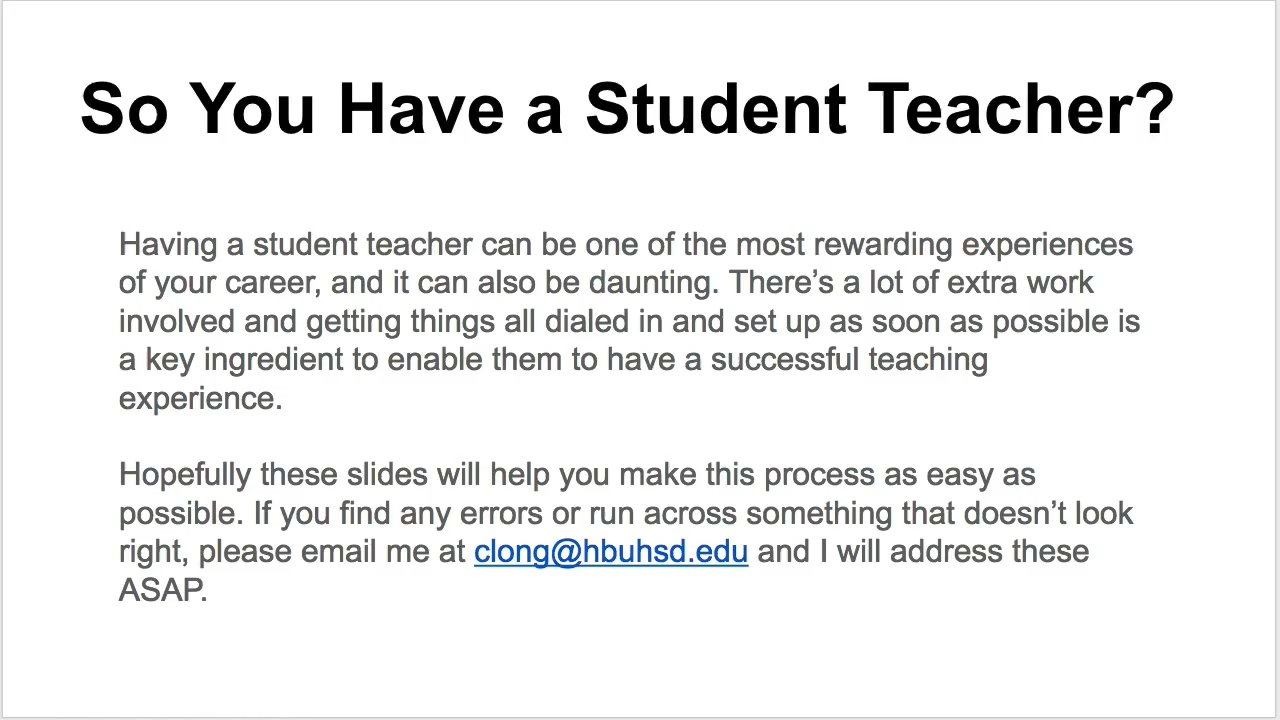 So You Have a Student Teacher?
Having a student teacher can be one of the most rewarding experiences
of your career, and it can also be daunting. There’s a lot of extra work
involved and getting things all dialed in and set up as soon as possible is
a key ingredient to enable them to have a successful teaching
experience.
Hopefully these slides will help you make this process as easy as
possible. If you find any errors or run across something that doesn’t look
right, please email me at clong@hbuhsd.edu and I will address these
ASAP.